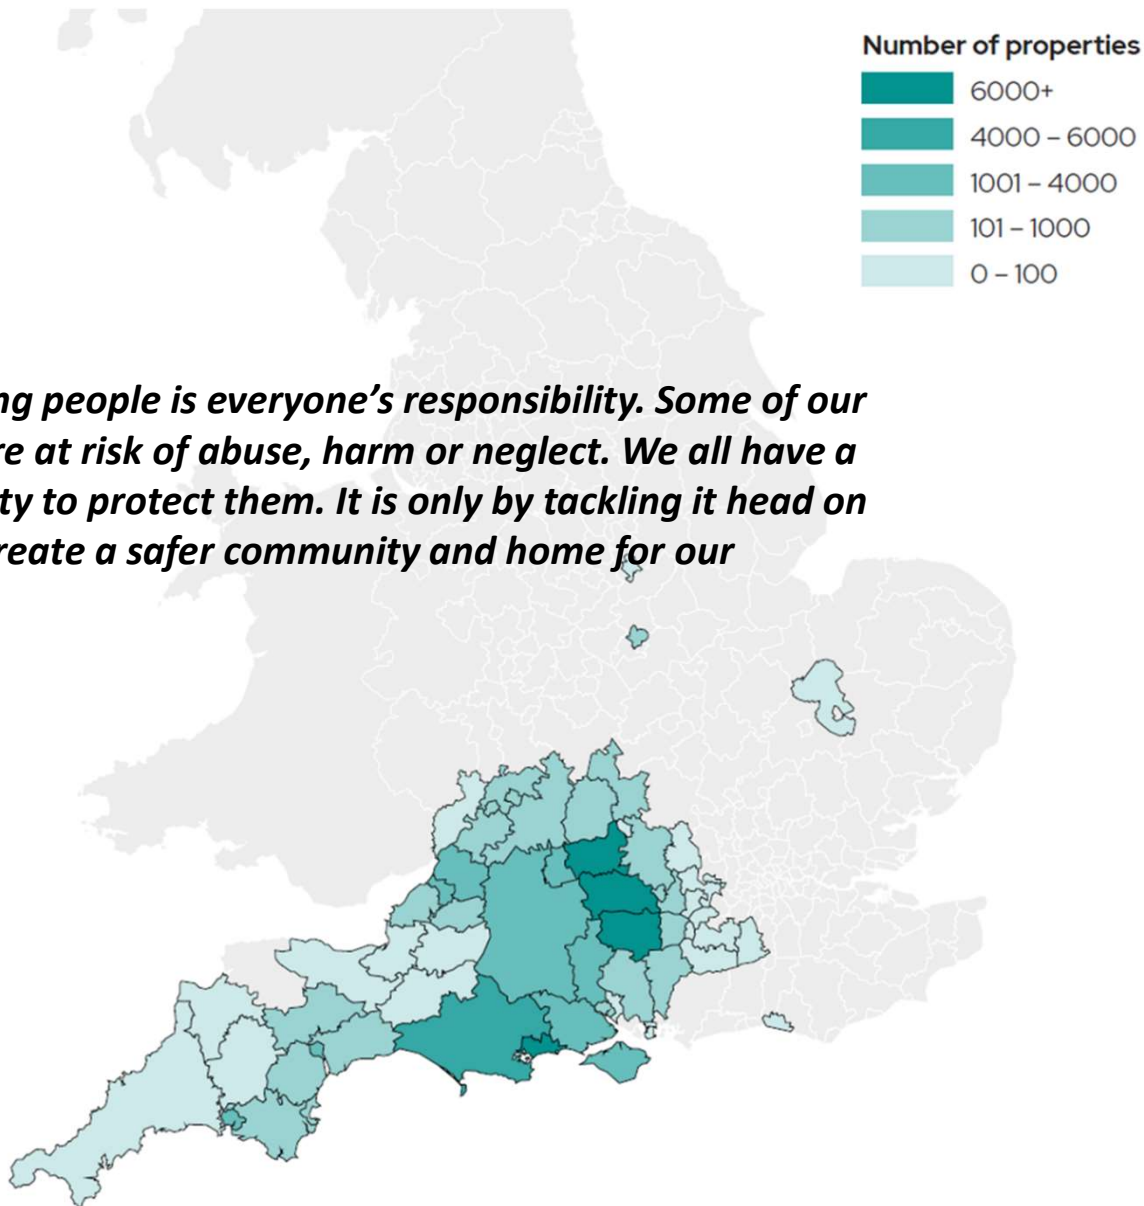 Number of properties
6000+
4000 – 6000
1001 – 4000
101 – 1000
0 – 100
ng people is everyone’s responsibility. Some of our
re at risk of abuse, harm or neglect. We all have a
ty to protect them. It is only by tackling it head on
reate a safer community and home for our